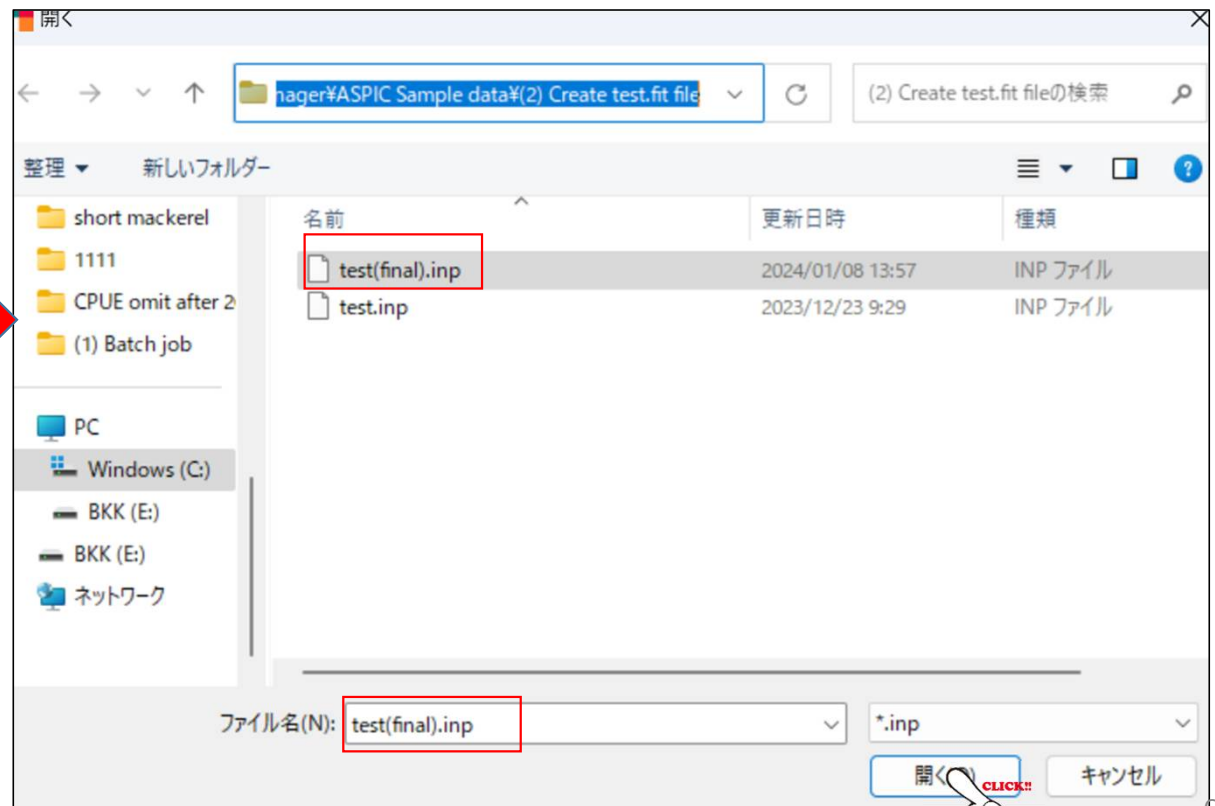 開く
nager¥ASPIC Sample data¥(2) Create test.fit file
(2) Create test.fit fileの検索
整理
新しいフォルダー
short mackerel
1111
CPUE omit after 2
(1) Batch job
PC
Windows (C:)
BKK (E:)
BKK (E:)
ネットワーク
名前 更新日時 種類
test(final).inp 2024/01/08 13:57 INP ファイル
test.inp 2023/12/23 9:29 INP ファイル
ファイル名(N): test(final).inp *.inp
開く CLICK!! キャンセル